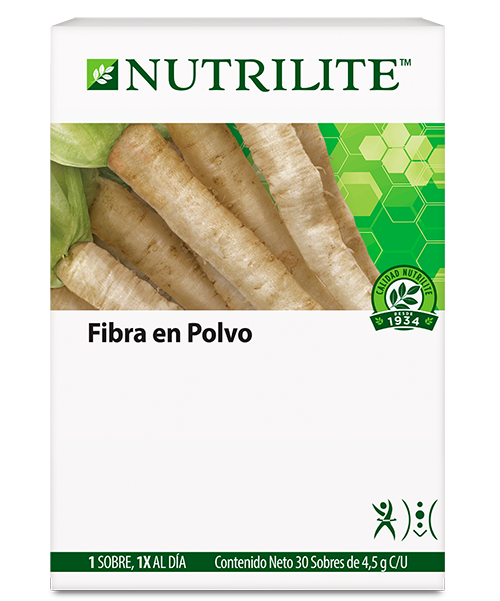 NUTRILITE™
CALIDAD NUTRILITE
DESDE
1934
Fibra en Polvo
1 SOBRE, 1X AL DÍA Contenido Neto 30 Sobres de 4,5 g C/U